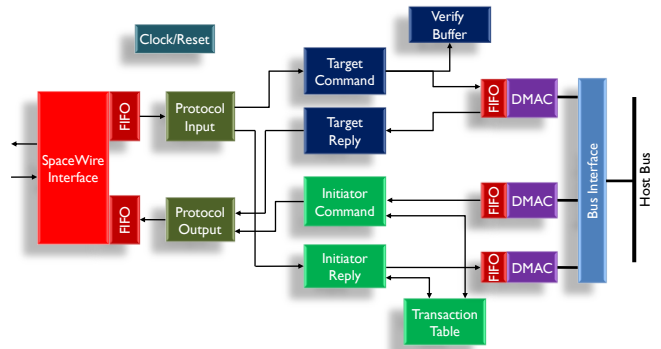 Verify
Buffer
Clock/Reset
Target
Command
FIFO
Protocol
Input
FIFO
DMAC
Target
Reply
SpaceWire
Interface
Bus Interface
Host Bus
Initiator
Command
FIFO
DMAC
FIFO
Protocol
Output
Initiator
Reply
FIFO
DMAC
Transaction
Table